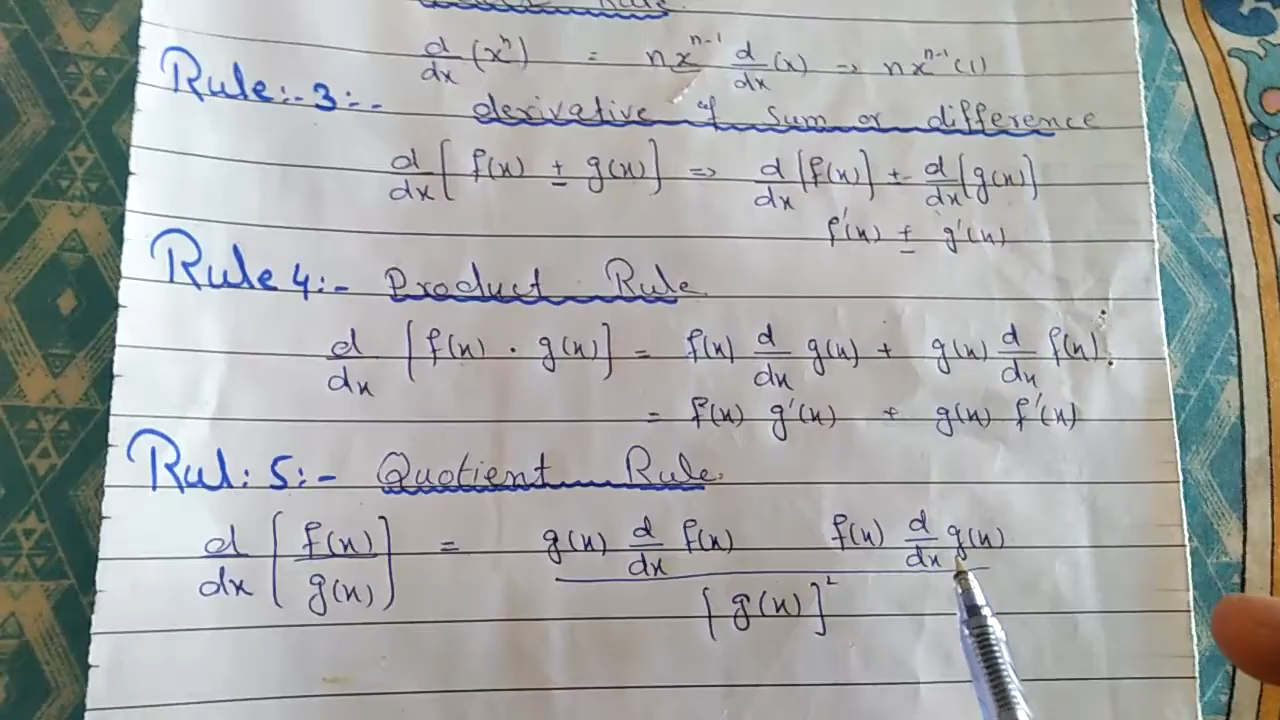 d/dx (xⁿ) = nxⁿ⁻¹ d/dx (x) → nxⁿ⁻¹ (1)
Rule:-3:-
derivative of Sum or difference
d/dx [f(x) ± g(x)] ⇒ d/dx [f(x)] ± d/dx [g(x)]
f'(x) ± g'(x)
Rule 4:- Product Rule
d/dx [f(x) . g(x)] = f(x) d/dx g(x) + g(x) d/dx f(x)
= f(x) g'(x) + g(x) f'(x)
Rul: 5:- Quotient Rule.
d/dx [f(x)/g(x)] = g(x) d/dx f(x) f(x) d/dx g(x) / [g(x)]²